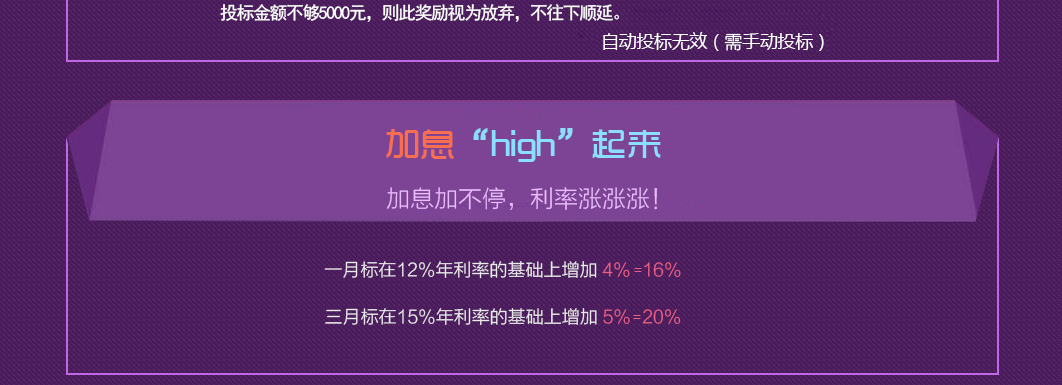 投标金额不够5000元，则此奖励视为放弃，不往下顺延。
自动投标无效（需手动投标）
加息“high”起来
加息加不停，利率涨涨涨！
一月标在12%年利率的基础上增加 4%=16%
三月标在15%年利率的基础上增加 5%=20%